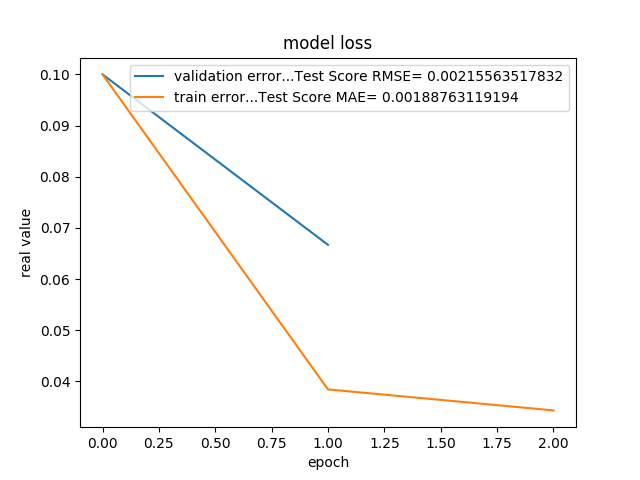 model loss
validation error...Test Score RMSE= 0.00215563517832
train error...Test Score MAE= 0.00188763119194
real value
0.10
0.09
0.08
0.07
0.06
0.05
0.04
0.00 0.25 0.50 0.75 1.00 1.25 1.50 1.75 2.00
epoch